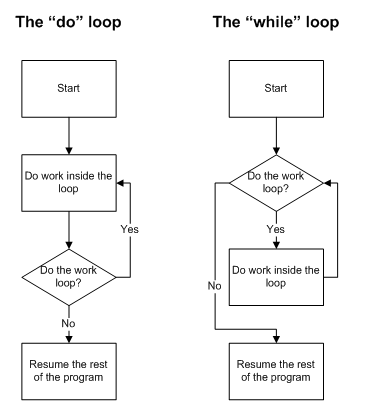 The “do” loop
Start
Do work inside the
loop
Yes
Do the work
loop?
No
Resume the rest
of the program
The “while” loop
Start
Do the work
loop?
Yes
Do work inside the
loop
No
Resume the rest
of the program